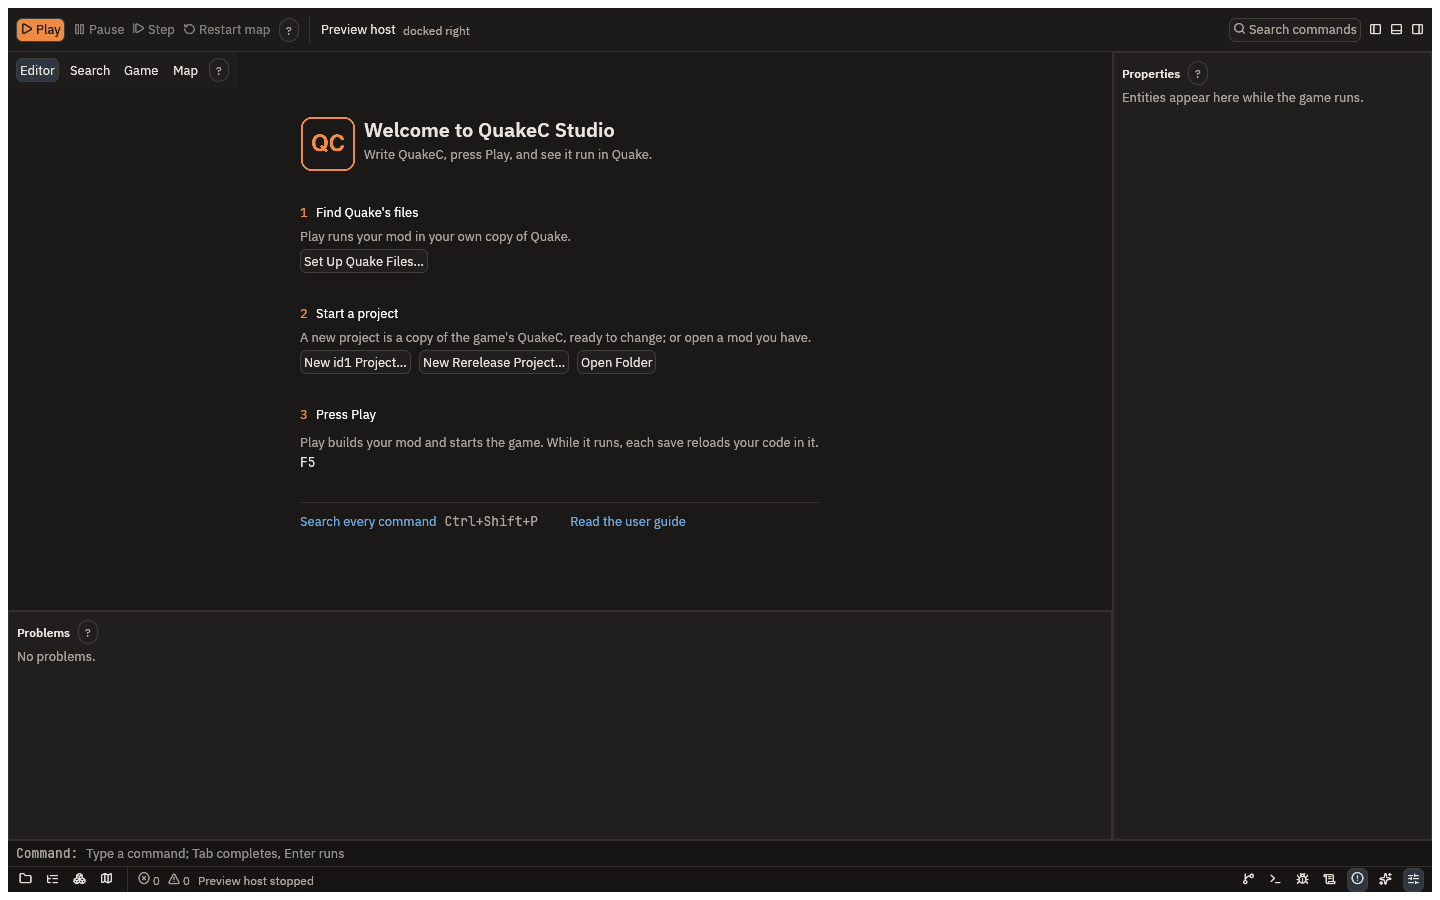 Play Pause Step Restart map ? Preview host docked right Search commands
Editor Search Game Map ?
Properties ?
Entities appear here while the game runs.
QC
Welcome to QuakeC Studio
Write QuakeC, press Play, and see it run in Quake.
1 Find Quake's files
Play runs your mod in your own copy of Quake.
Set Up Quake Files...
2 Start a project
A new project is a copy of the game's QuakeC, ready to change; or open a mod you have.
New id1 Project... New Rerelease Project... Open Folder
3 Press Play
Play builds your mod and starts the game. While it runs, each save reloads your code in it.
F5
Search every command Ctrl+Shift+P Read the user guide
Problems ?
No problems.
Command: Type a command; Tab completes, Enter runs
0 0 Preview host stopped